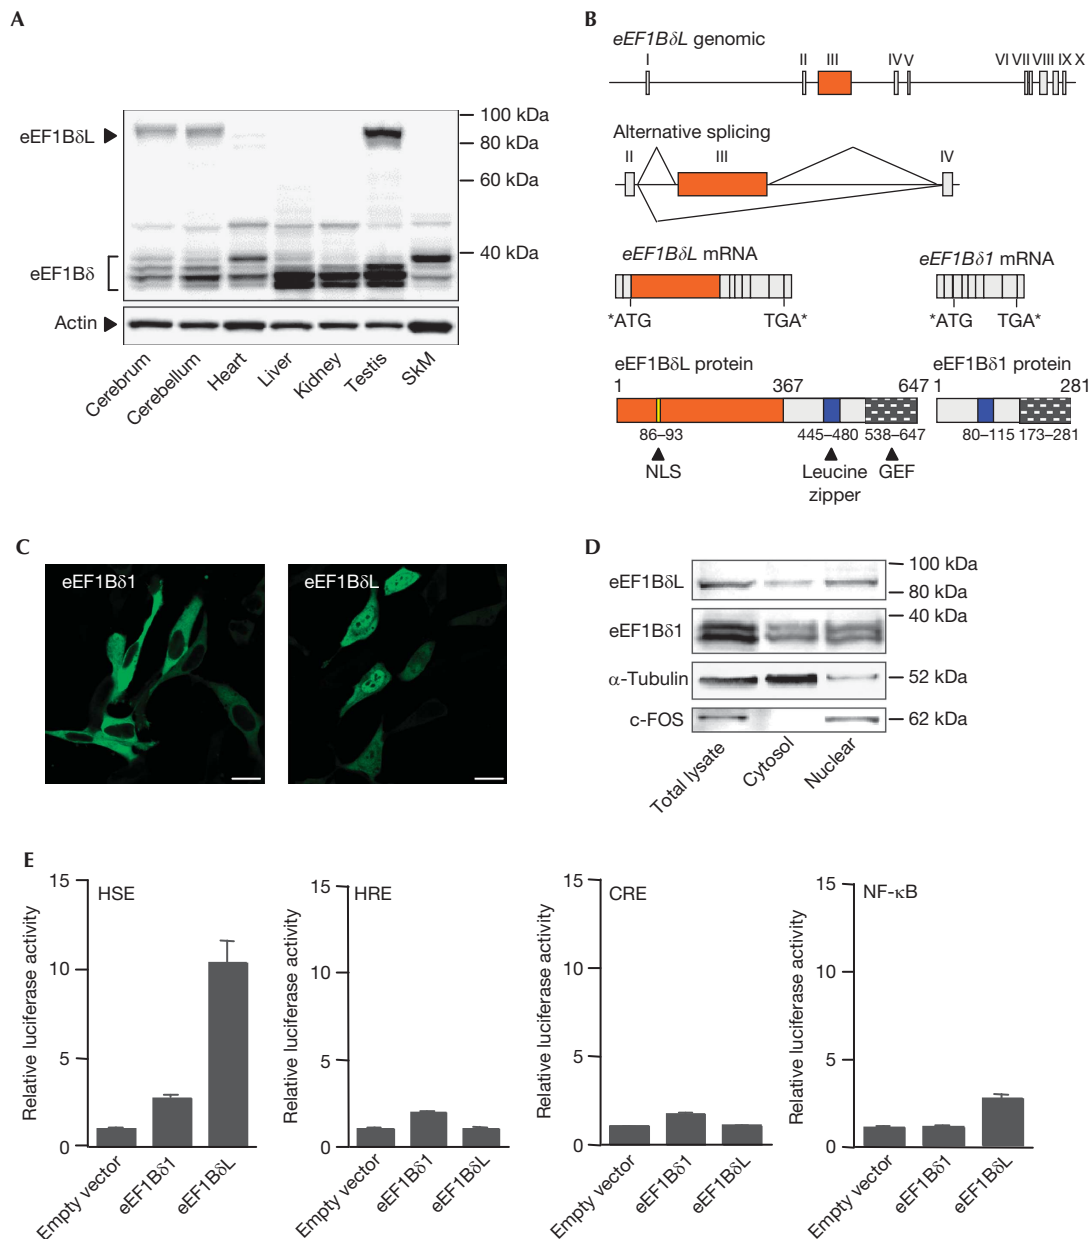 A
eEF1BδL
eEF1Bδ
Actin
100 kDa
80 kDa
60 kDa
40 kDa
Cerebrum
Cerebellum
Heart
Liver
Kidney
Testis
SkM
B
eEF1BδL genomic
I II III IV V VI VII VIII IX X
Alternative splicing
II III IV
eEF1BδL mRNA
*ATG TGA*
eEF1Bδ1 mRNA
*ATG TGA*
eEF1BδL protein
1 367 647
86–93 445–480 538–647
NLS Leucine zipper GEF
eEF1Bδ1 protein
1 281
80–115 173–281
C
eEF1Bδ1
eEF1BδL
D
eEF1BδL
100 kDa
80 kDa
eEF1Bδ1
40 kDa
α-Tubulin
52 kDa
c-FOS
62 kDa
Total lysate
Cytosol
Nuclear
E
HSE
Relative luciferase activity
15
10
5
0
Empty vector
eEF1Bδ1
eEF1BδL
HRE
Relative luciferase activity
15
10
5
0
Empty vector
eEF1Bδ1
eEF1BδL
CRE
Relative luciferase activity
15
10
5
0
Empty vector
eEF1Bδ1
eEF1BδL
NF-κB
Relative luciferase activity
15
10
5
0
Empty vector
eEF1Bδ1
eEF1BδL